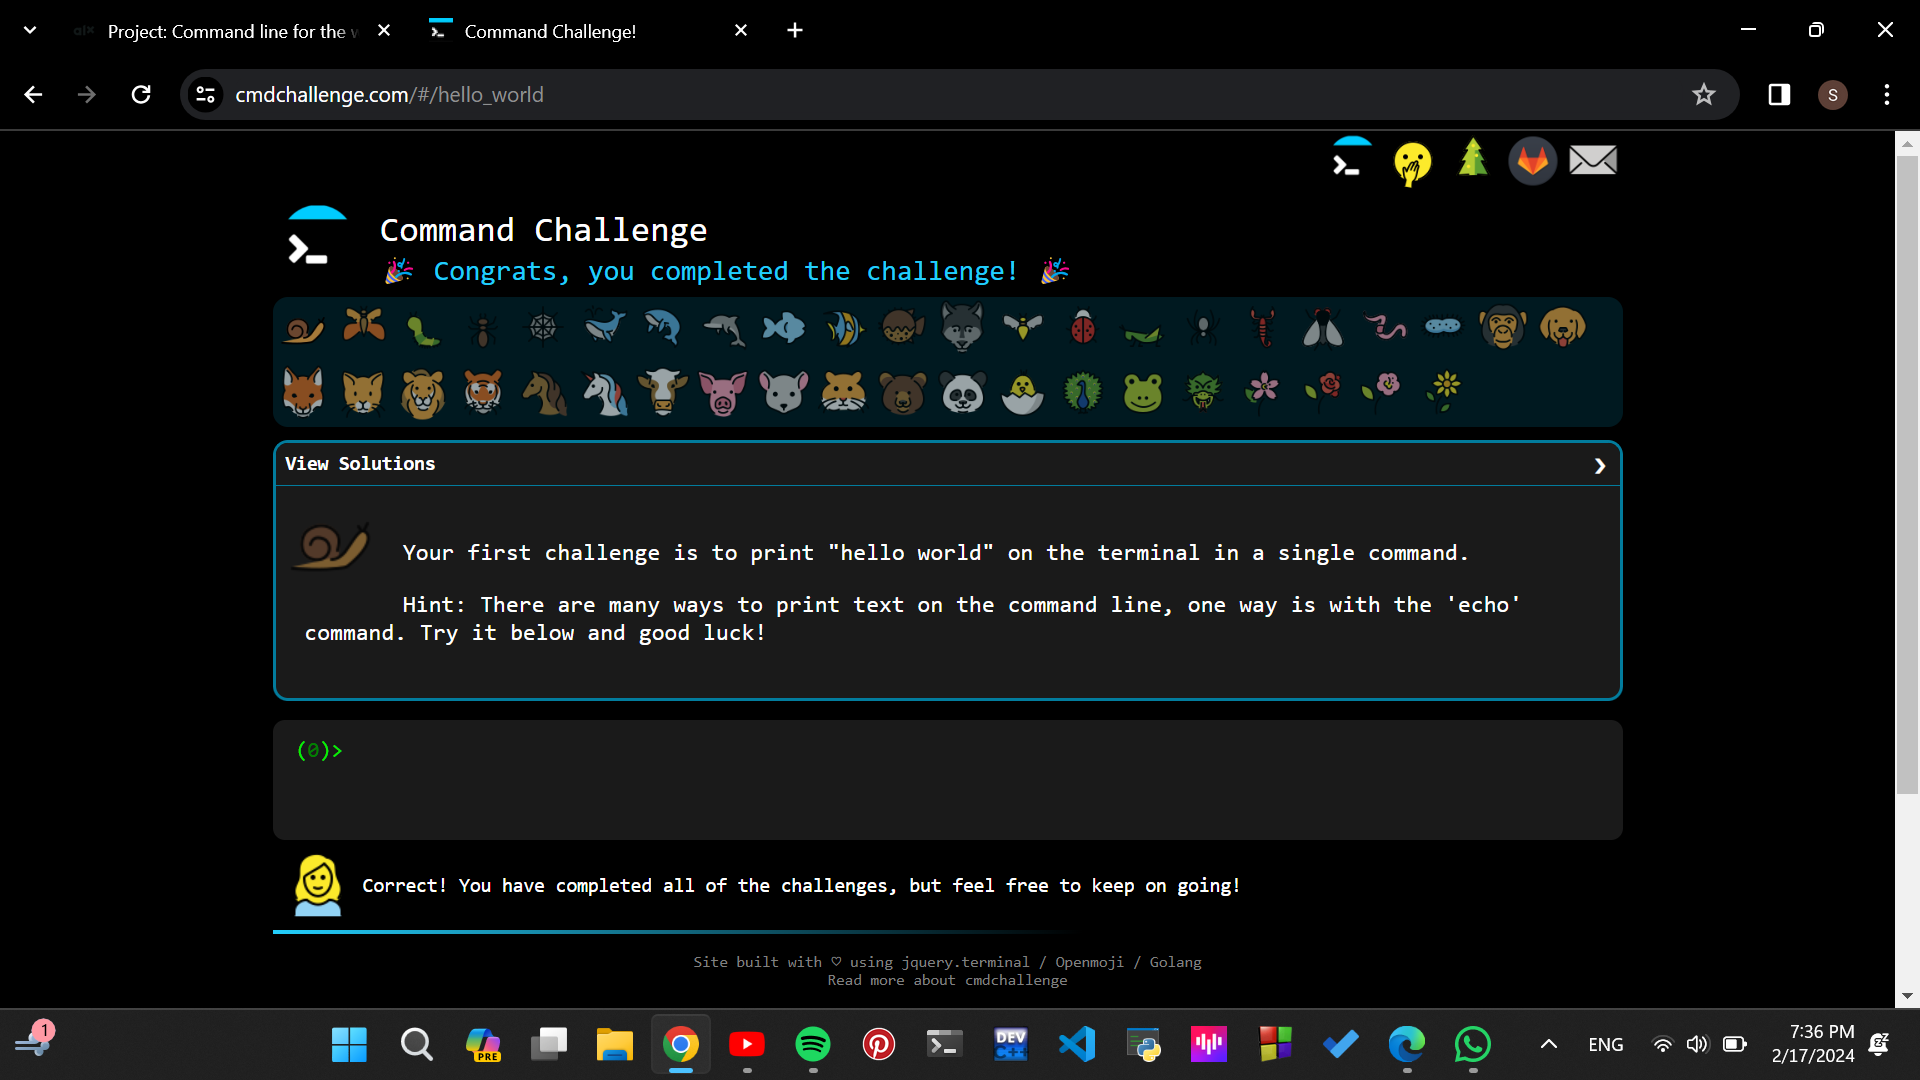 Project: Command line for the w
Command Challenge!
cmdchallenge.com/#/hello_world
S
Command Challenge
Congrats, you completed the challenge!
View Solutions
Your first challenge is to print "hello world" on the terminal in a single command.
Hint: There are many ways to print text on the command line, one way is with the 'echo'
command. Try it below and good luck!
(0)>
Correct! You have completed all of the challenges, but feel free to keep on going!
Site built with ♡ using jquery.terminal / Openmoji / Golang
Read more about cmdchallenge
1
PRE
DEV
C++
ENG
7:36 PM
2/17/2024